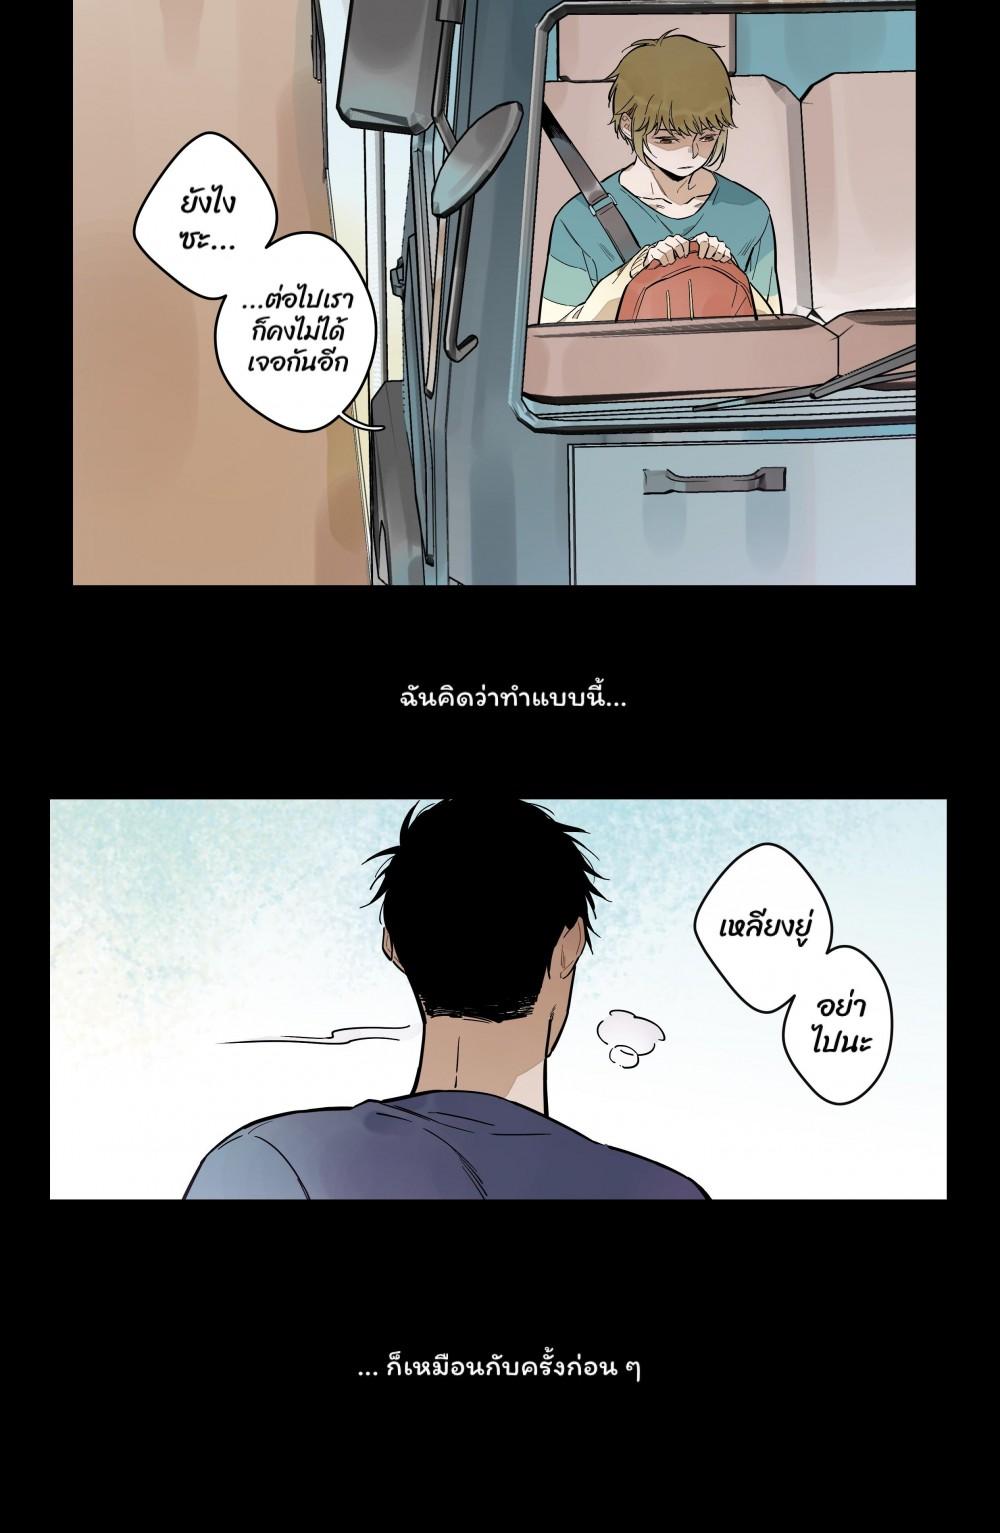 ยังไง
ซะ...
...ต่อไปเรา
ก็คงไม่ได้
เจอกันอีก
ฉันคิดว่าทำแบบนี้...
เหลียงยู่
อย่า
ไปนะ
... ก็เหมือนกับครั้งก่อน ๆ